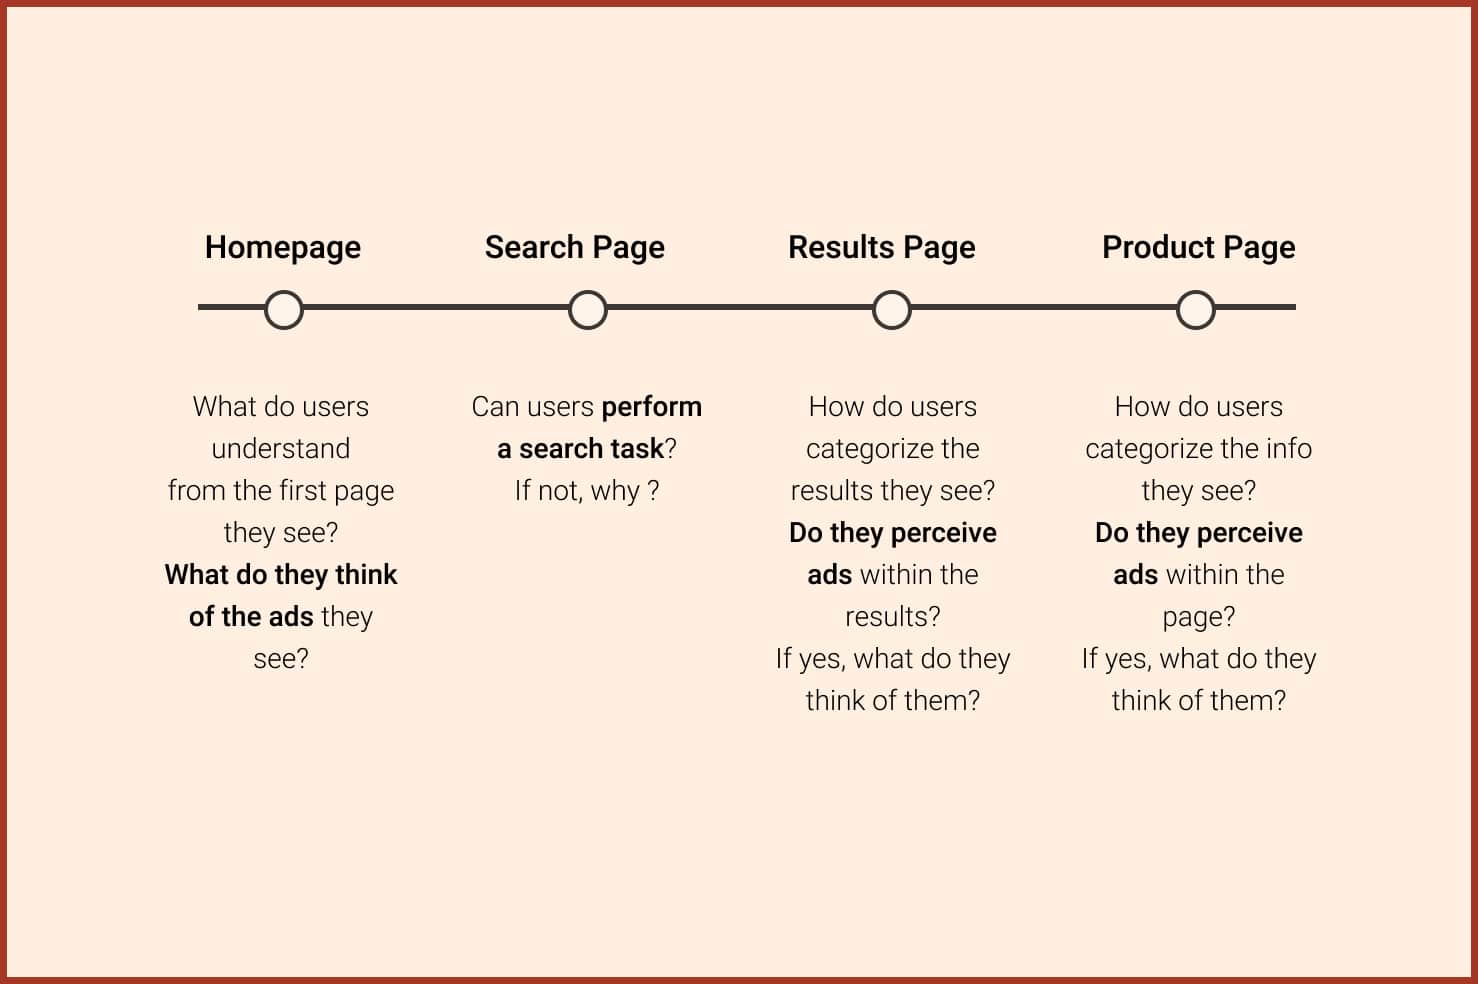 Homepage
Search Page
Results Page
Product Page
What do users
understand
from the first page
they see?
What do they think
of the ads they
see?
Can users perform
a search task?
If not, why ?
How do users
categorize the
results they see?
Do they perceive
ads within the
results?
If yes, what do they
think of them?
How do users
categorize the info
they see?
Do they perceive
ads within the
page?
If yes, what do they
think of them?